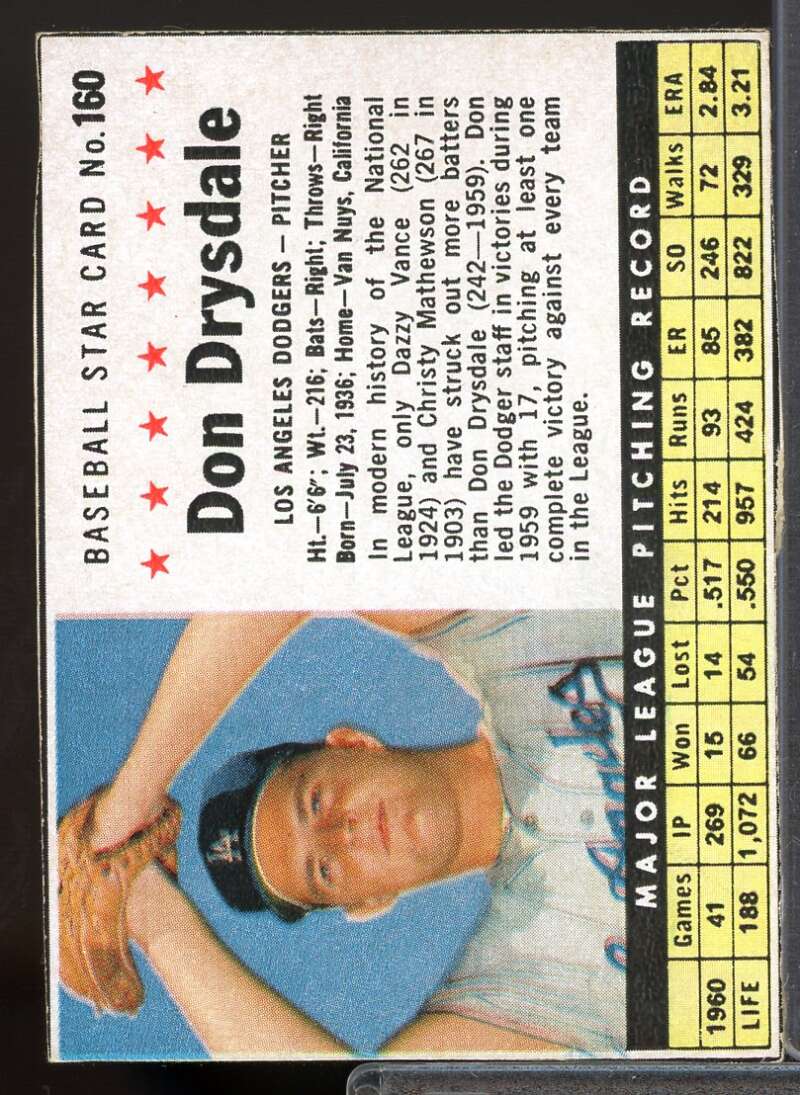 BASEBALL STAR CARD No.160
Don Drysdale
LOS ANGELES DODGERS — PITCHER
Ht.—6'6"; Wt.—216; Bats—Right; Throws—Right
Born—July 23, 1936; Home—Van Nuys, California
In modern history of the National
League, only Dazzy Vance (262 in
1924) and Christy Mathewson (267 in
1903) have struck out more batters
than Don Drysdale (242—1959). Don
led the Dodger staff in victories during
1959 with 17, pitching at least one
complete victory against every team
in the League.
LA
Angeles
MAJOR LEAGUE PITCHING RECORD
Games IP Won Lost Pct Hits Runs ER SO Walks ERA
1960 41 269 15 14 .517 214 93 85 246 72 2.84
LIFE 188 1,072 66 54 .550 957 424 382 822 329 3.21